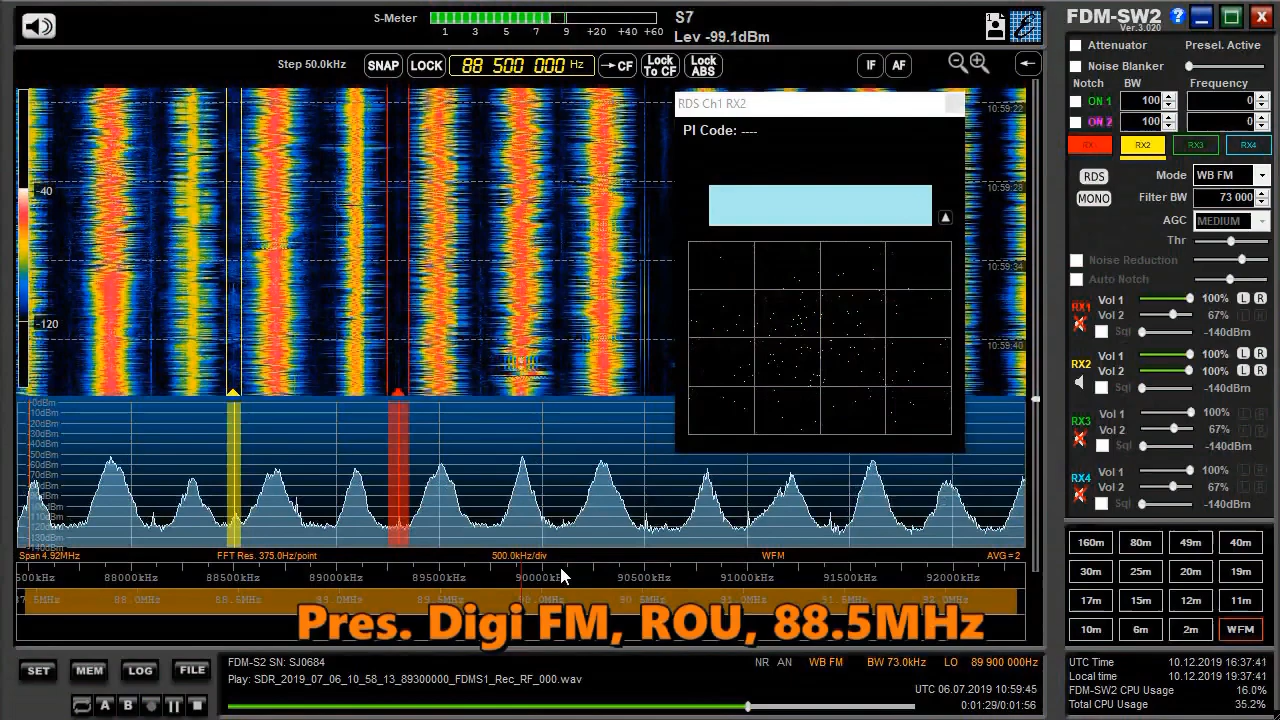 S-Meter
1 3 5 7 9 +20 +40 +60
S7
Lev -99.1dBm
FDM-SW2
Ver.3.020
Step 50.0kHz
SNAP
LOCK
88 500 000 Hz
→CF
Lock To CF
Lock ABS
IF
AF
Attenuator
Presel. Active
Noise Blanker
Notch BW Frequency
ON 1 100 0
ON 2 100 0
RX2 RX3 RX4
RDS
Mode WB FM
MONO
Filter BW 73 000
AGC MEDIUM
Thr
Noise Reduction
Auto Notch
RX1 Vol 1 100% L R
Vol 2 67% L R
Sql -140dBm
RX2 Vol 1 100% L R
Vol 2 100% L R
Sql -140dBm
RX3 Vol 1 100% L R
Vol 2 67% L R
Sql -140dBm
RX4 Vol 1 100% L R
Vol 2 67% L R
Sql -140dBm
-40
-120
10:59:22
10:59:28
10:59:34
10:59:40
RDS Ch1 RX2
PI Code: ----
Span 4.92MHz
FFT Res. 375.0Hz/point
500.0kHz/div
WFM
AVG = 2
88000kHz 88500kHz 89000kHz 89500kHz 90000kHz 90500kHz 91000kHz 91500kHz 92000kHz
Pres. Digi FM, ROU, 88.5MHz
160m 80m 49m 40m
30m 25m 20m 19m
17m 15m 12m 11m
10m 6m 2m WFM
SET
MEM
LOG
FILE
A
B
FDM-S2 SN: SJ0684
NR AN WB FM BW 73.0kHz LO 89 900 000Hz
Play: SDR_2019_07_06_10_58_13_89300000_FDMS1_Rec_RF_000.wav
UTC 06.07.2019 10:59:45
0:01:29 / 0:01:56
UTC Time 10.12.2019 16:37:41
Local time 10.12.2019 19:37:41
FDM-SW2 CPU Usage 16.0%
Total CPU Usage 35.2%